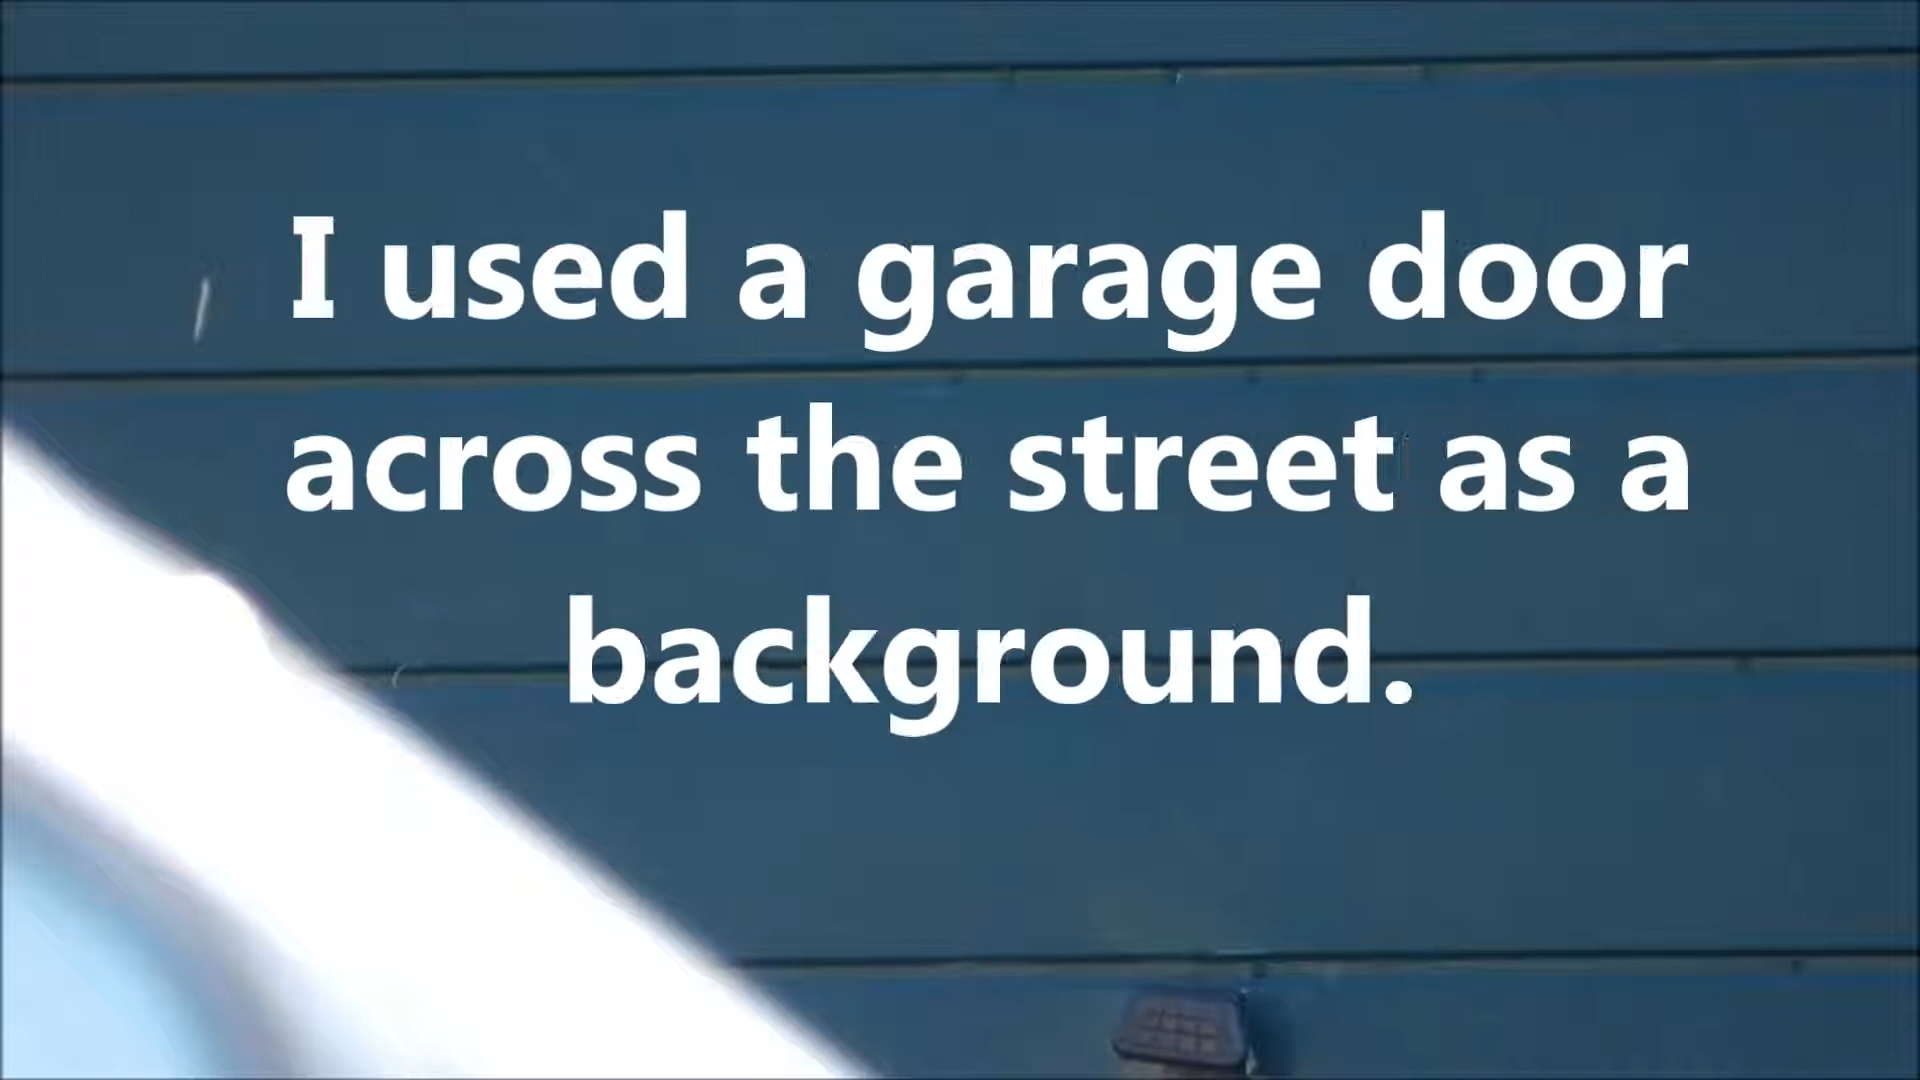 I used a garage door
across the street as a
background.